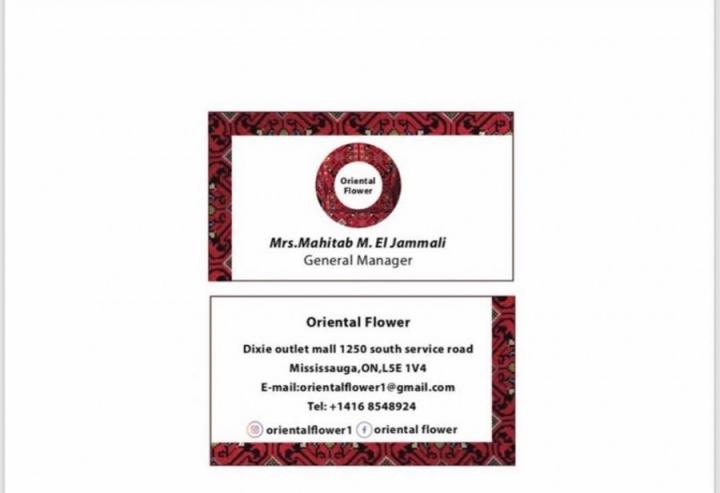 Oriental
Flower
Mrs.Mahitab M. El Jammali
General Manager
Oriental Flower
Dixie outlet mall 1250 south service road
Mississauga,ON,L5E 1V4
E-mail:orientalflower1@gmail.com
Tel: +1416 8548924
orientalflower1 oriental flower